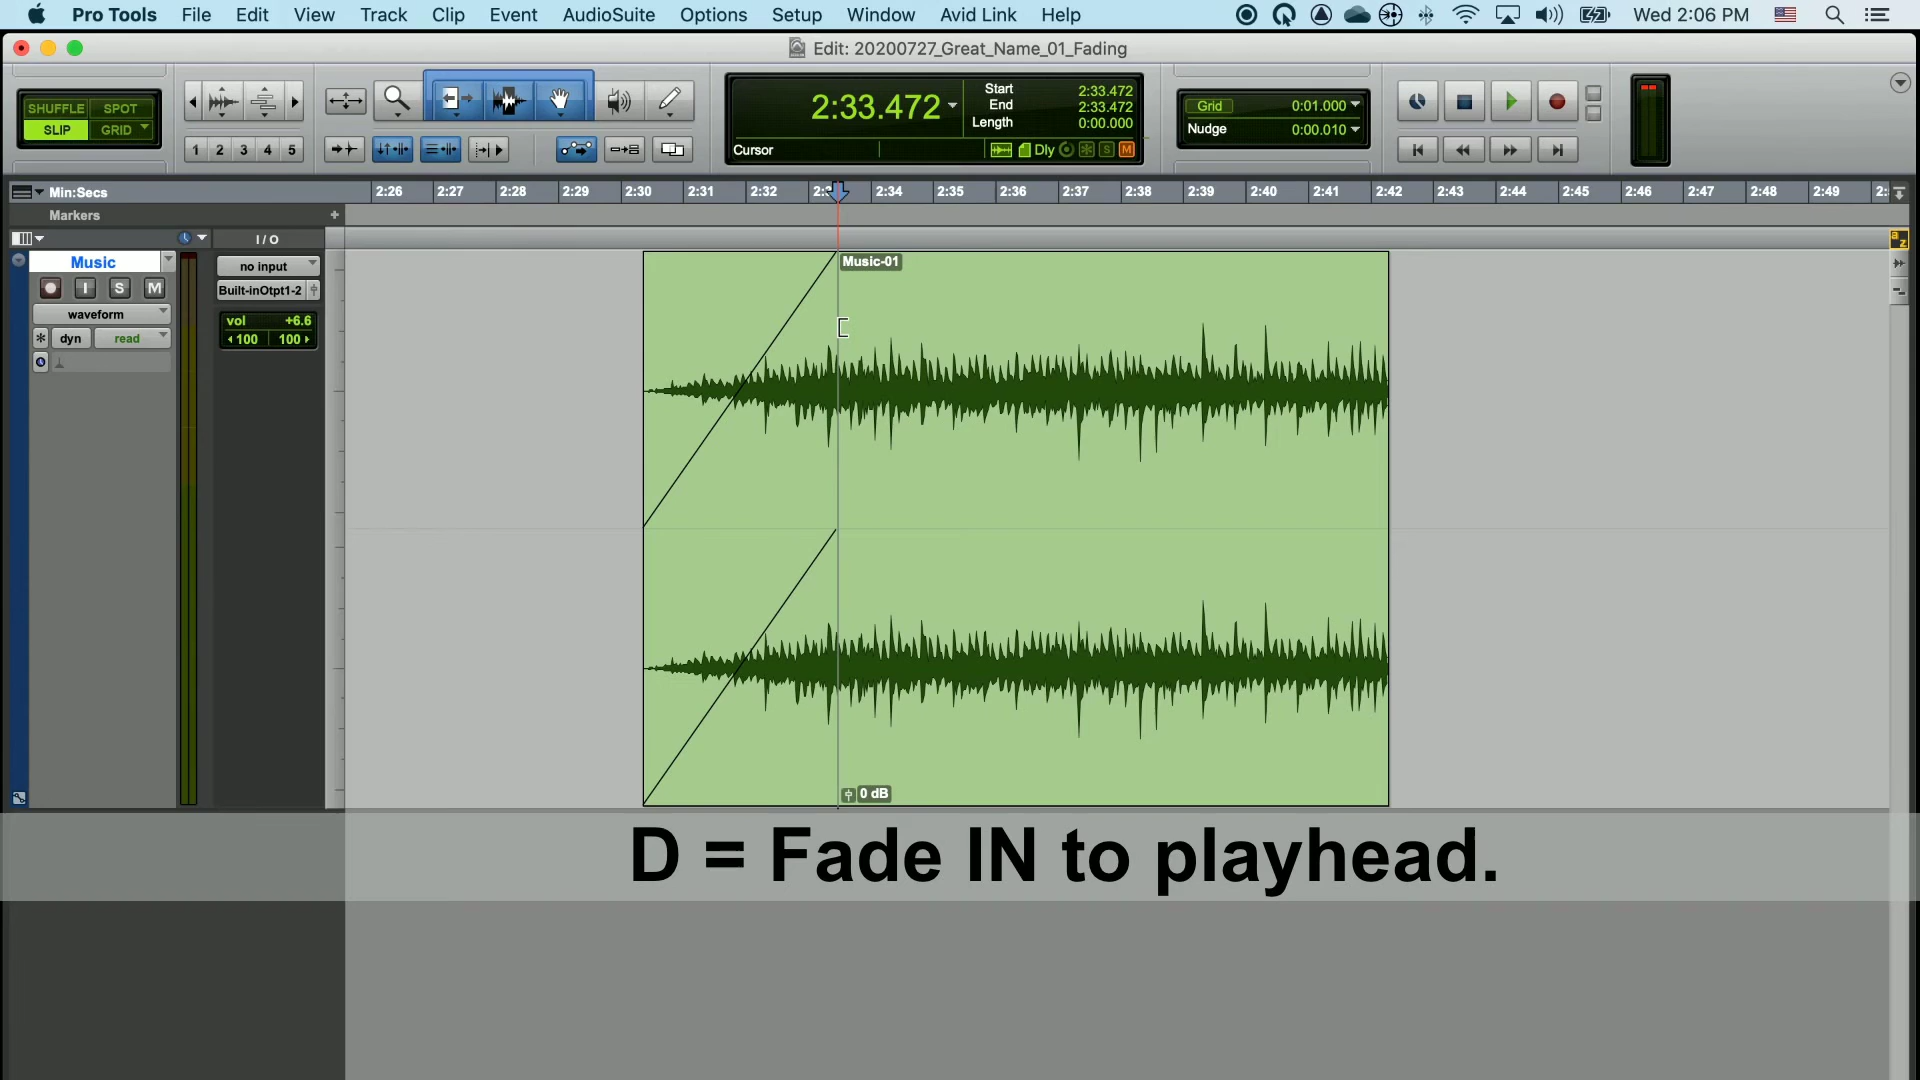 Pro Tools File Edit View Track Clip Event AudioSuite Options Setup Window Avid Link Help Wed 2:06 PM
Edit: 20200727_Great_Name_01_Fading
SHUFFLE SPOT
SLIP GRID
1 2 3 4 5
2:33.472
Start 2:33.472
End 2:33.472
Length 0:00.000
Cursor
Dly S M
Grid 0:01.000
Nudge 0:00.010
Min:Secs 2:26 2:27 2:28 2:29 2:30 2:31 2:32 2:34 2:35 2:36 2:37 2:38 2:39 2:40 2:41 2:42 2:43 2:44 2:45 2:46 2:47 2:48 2:49
Markers +
I / O
a
z
Music
no input
I S M
Built-inOtpt1-2
waveform
vol +6.6
dyn read
100 100
Music-01
0 dB
D = Fade IN to playhead.